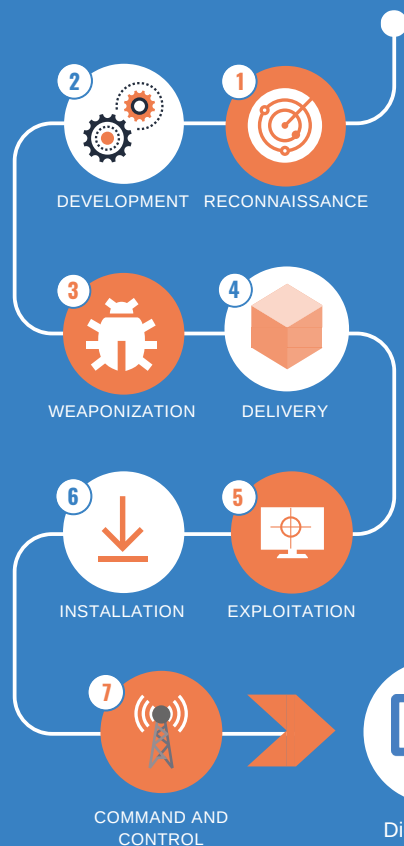 2
1
DEVELOPMENT
RECONNAISSANCE
3
4
WEAPONIZATION
DELIVERY
6
5
INSTALLATION
EXPLOITATION
7
COMMAND AND
CONTROL